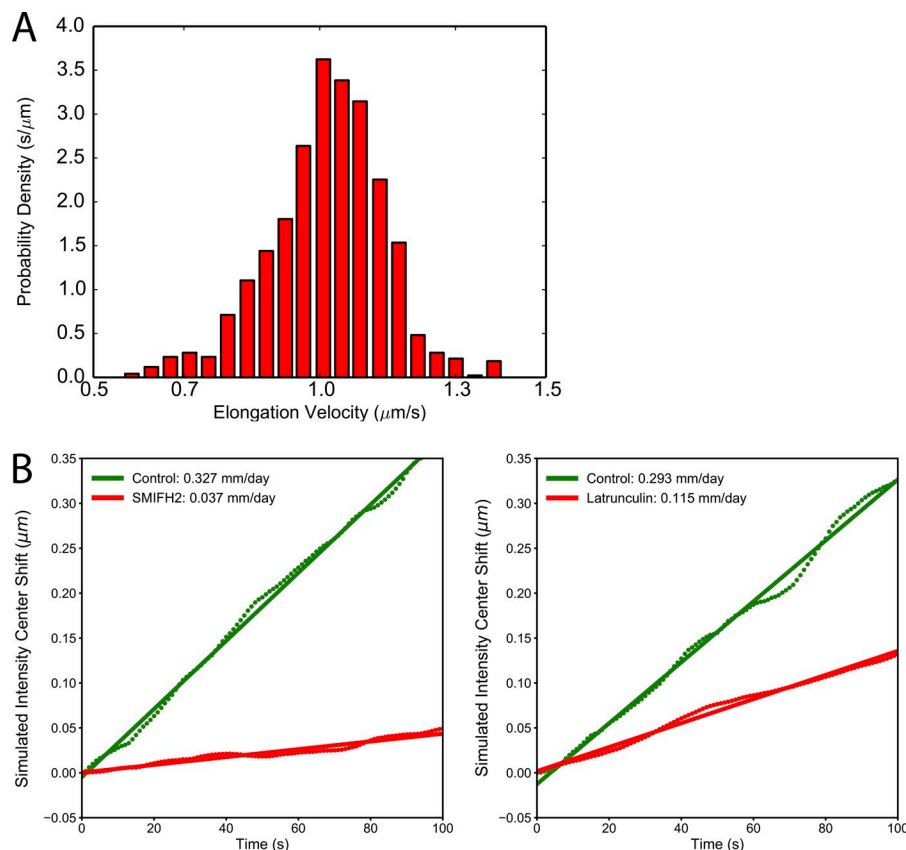 A
4.0
3.5
3.0
2.5
2.0
1.5
1.0
0.5
0.0
Probability Density (s/μm)
0.5 0.7 1.0 1.3 1.5
Elongation Velocity (μm/s)
B
0.35
0.30
0.25
0.20
0.15
0.10
0.05
0.00
−0.05
Simulated Intensity Center Shift (μm)
Control: 0.327 mm/day
SMIFH2: 0.037 mm/day
0 20 40 60 80 100
Time (s)
0.35
0.30
0.25
0.20
0.15
0.10
0.05
0.00
−0.05
Simulated Intensity Center Shift (μm)
Control: 0.293 mm/day
Latrunculin: 0.115 mm/day
0 20 40 60 80 100
Time (s)